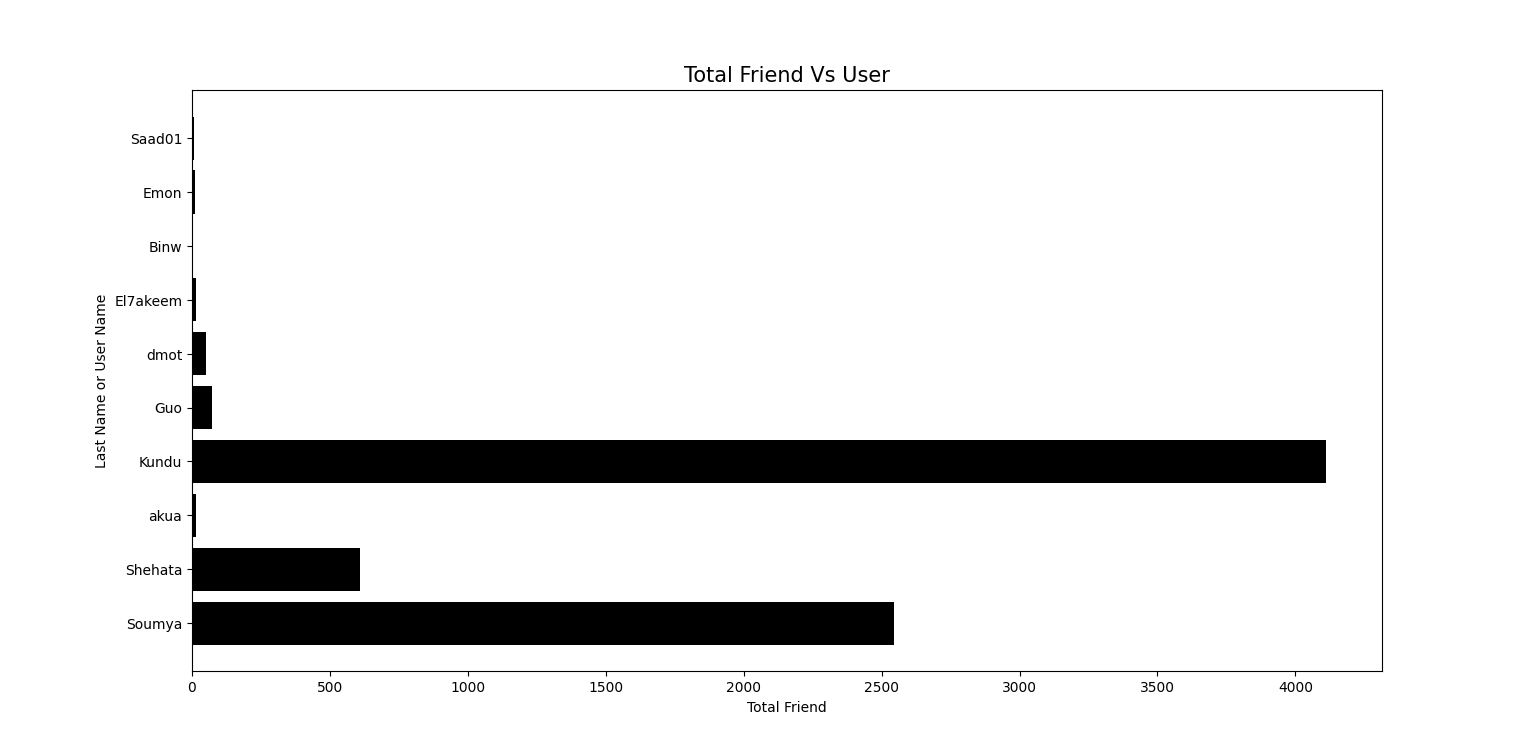 Total Friend Vs User
Last Name or User Name
Saad01
Emon
Binw
El7akeem
dmot
Guo
Kundu
akua
Shehata
Soumya
0 500 1000 1500 2000 2500 3000 3500 4000
Total Friend